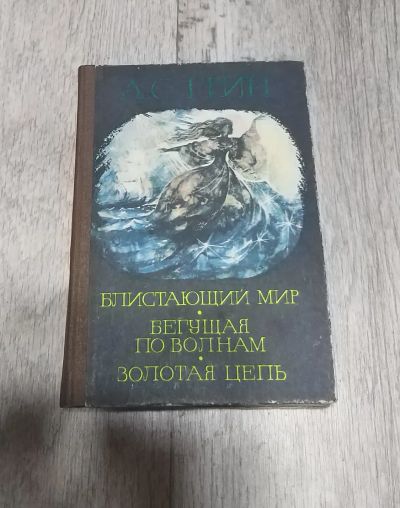 А.С. ГРИН
БЛИСТАЮЩИЙ МИР
БЕГУЩАЯ
ПО ВОЛНАМ
ЗОЛОТАЯ ЦЕПЬ